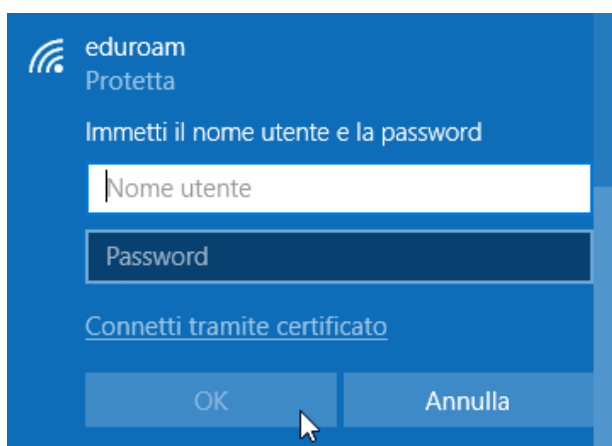 eduroam
Protetta
Immetti il nome utente e la password
Nome utente
Password
Connetti tramite certificato
OK Annulla